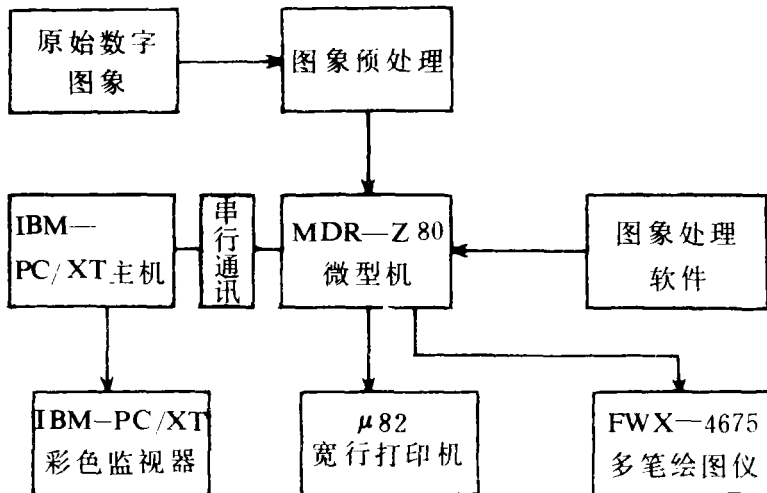 原始数字
图象
图象预处理
IBM—
PC/XT主机
串行通讯
MDR—Z80
微型机
图象处理
软件
IBM-PC/XT
彩色监视器
μ82
宽行打印机
FWX—4675
多笔绘图仪